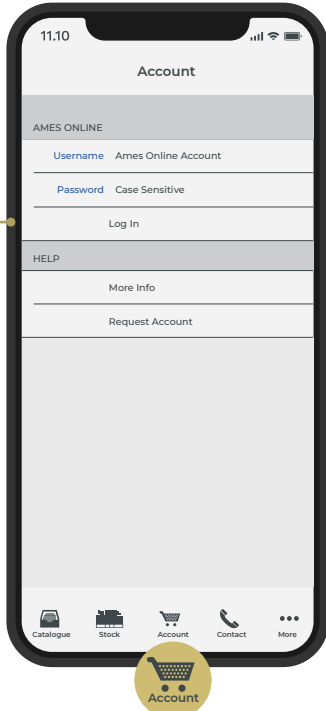 11.10
Account
AMES ONLINE
Username Ames Online Account
Password Case Sensitive
Log In
HELP
More Info
Request Account
Catalogue Stock Account Contact More
Account